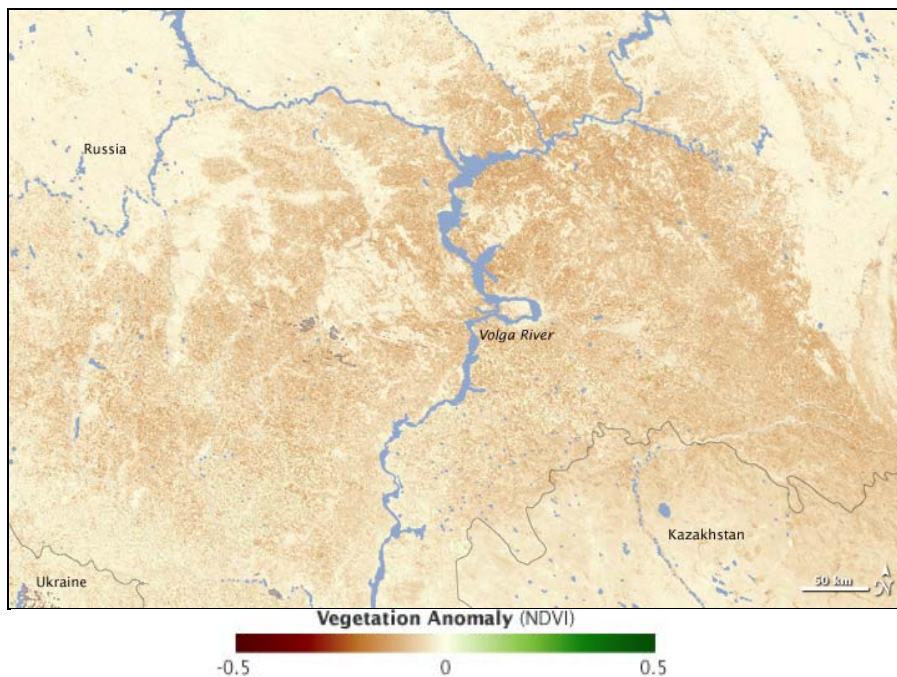 Russia
Volga River
Kazakhstan
Ukraine
50 km
N
Vegetation Anomaly (NDVI)
-0.5 0 0.5